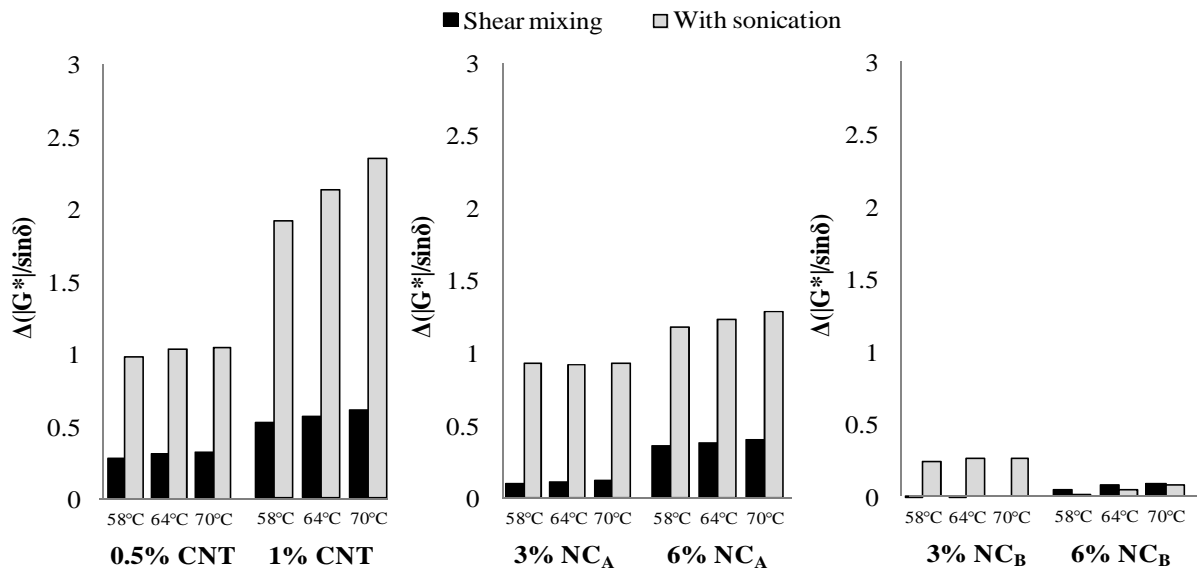 Shear mixing With sonication
Δ(|G*|/sinδ)
3
2.5
2
1.5
1
0.5
0
58°C 64°C 70°C 58°C 64°C 70°C
0.5% CNT 1% CNT
Δ(|G*|/sinδ)
3
2.5
2
1.5
1
0.5
0
58°C 64°C 70°C 58°C 64°C 70°C
3% NCA 6% NCA
Δ(|G*|/sinδ)
3
2.5
2
1.5
1
0.5
0
58°C 64°C 70°C 58°C 64°C 70°C
3% NCB 6% NCB